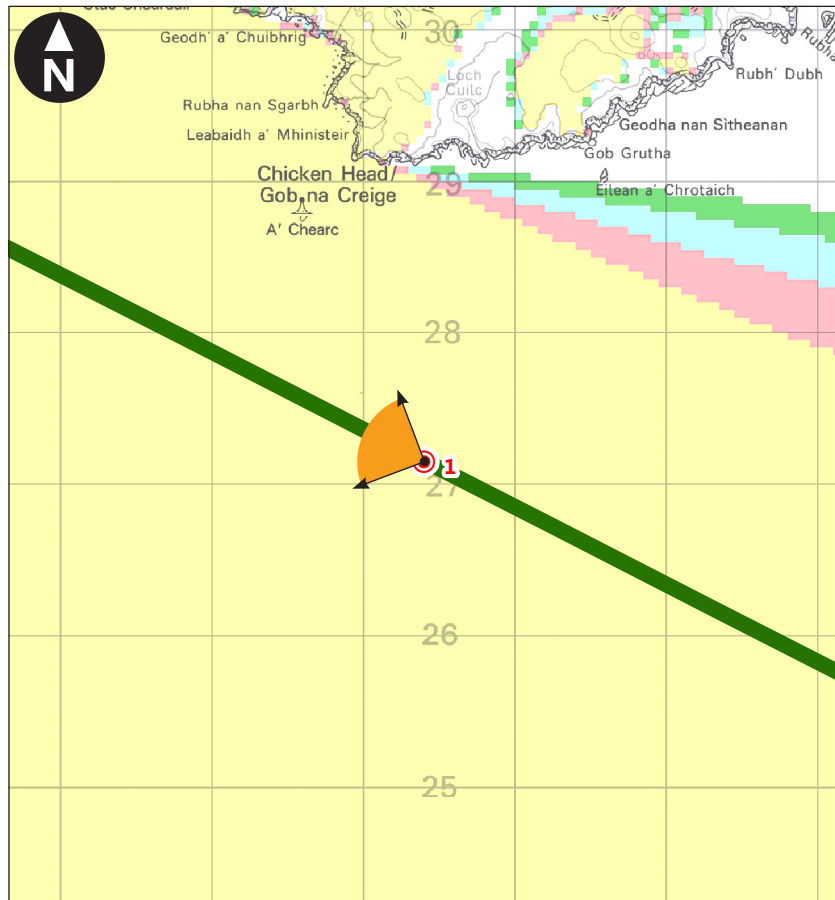 N
Geodh' a' Chuibhrig
30
Loch
Cuilc
Rubh' Dubh
Rubha nan Sgarbh
Leabaidh a' Mhinisteir
Geodha nan Sitheanan
Gob Grutha
Chicken Head/
Gob na Creige
29
Eilean a' Chrotaich
A' Chearc
28
1
27
26
25